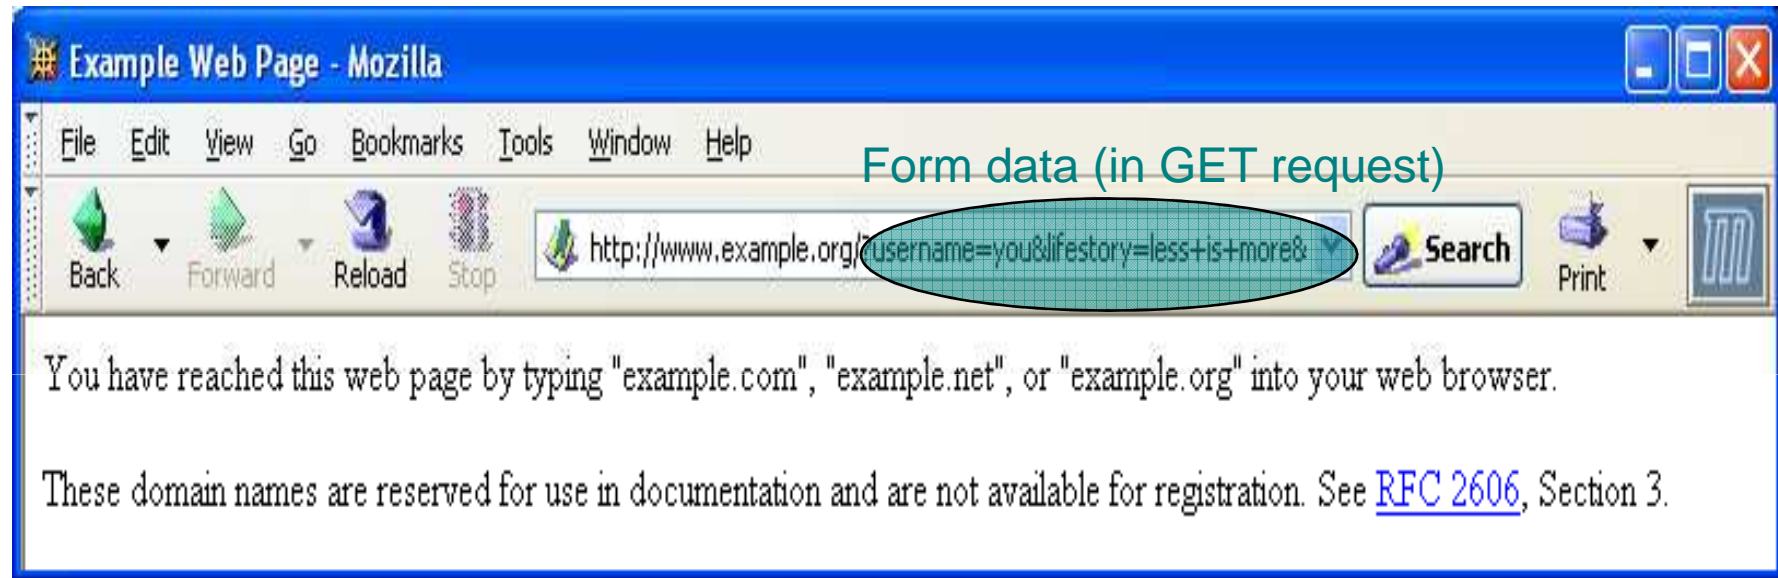 Example Web Page - Mozilla
File Edit View Go Bookmarks Tools Window Help
Form data (in GET request)
Back Forward Reload Stop http://www.example.org/?username=you&lifestory=less+is+more& Search Print m
You have reached this web page by typing "example.com", "example.net", or "example.org" into your web browser.
These domain names are reserved for use in documentation and are not available for registration. See RFC 2606, Section 3.